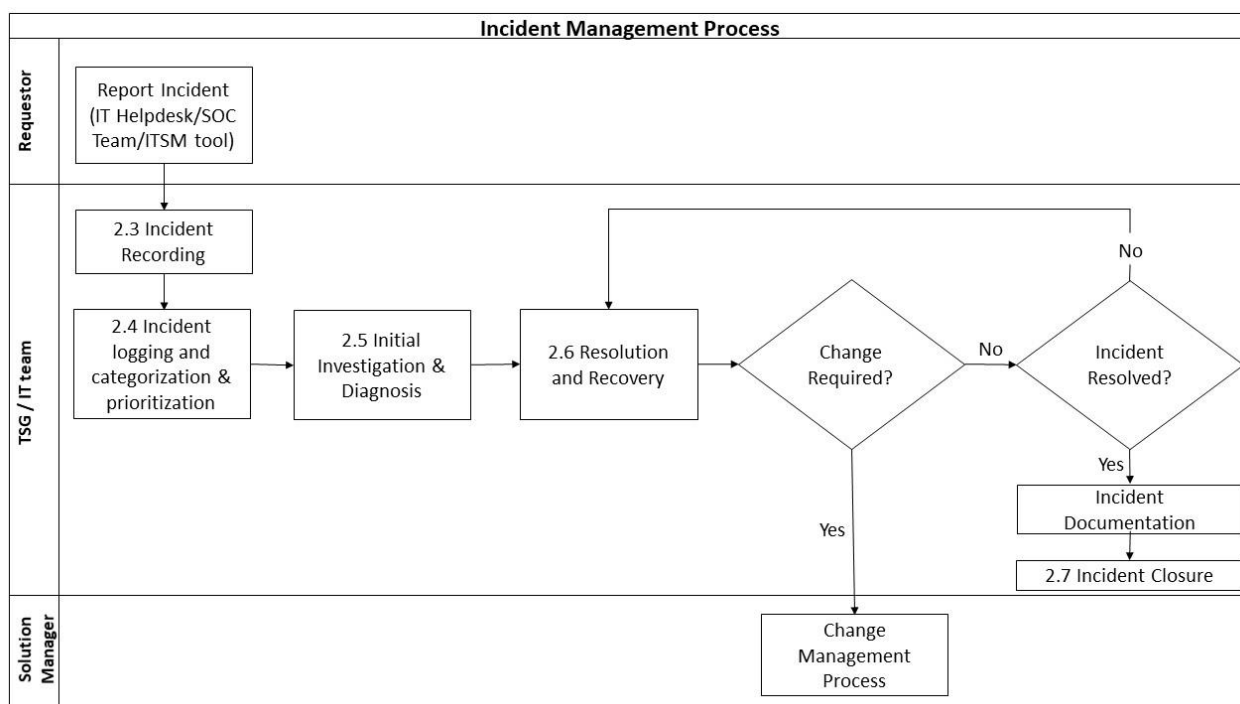 Incident Management Process
Requestor
Report Incident
(IT Helpdesk/SOC
Team/ITSM tool)
TSG / IT team
2.3 Incident
Recording
2.4 Incident
logging and
categorization &
prioritization
2.5 Initial
Investigation &
Diagnosis
2.6 Resolution
and Recovery
Change
Required?
No
Incident
Resolved?
No
Yes
Incident
Documentation
2.7 Incident Closure
Yes
Solution
Manager
Change
Management
Process